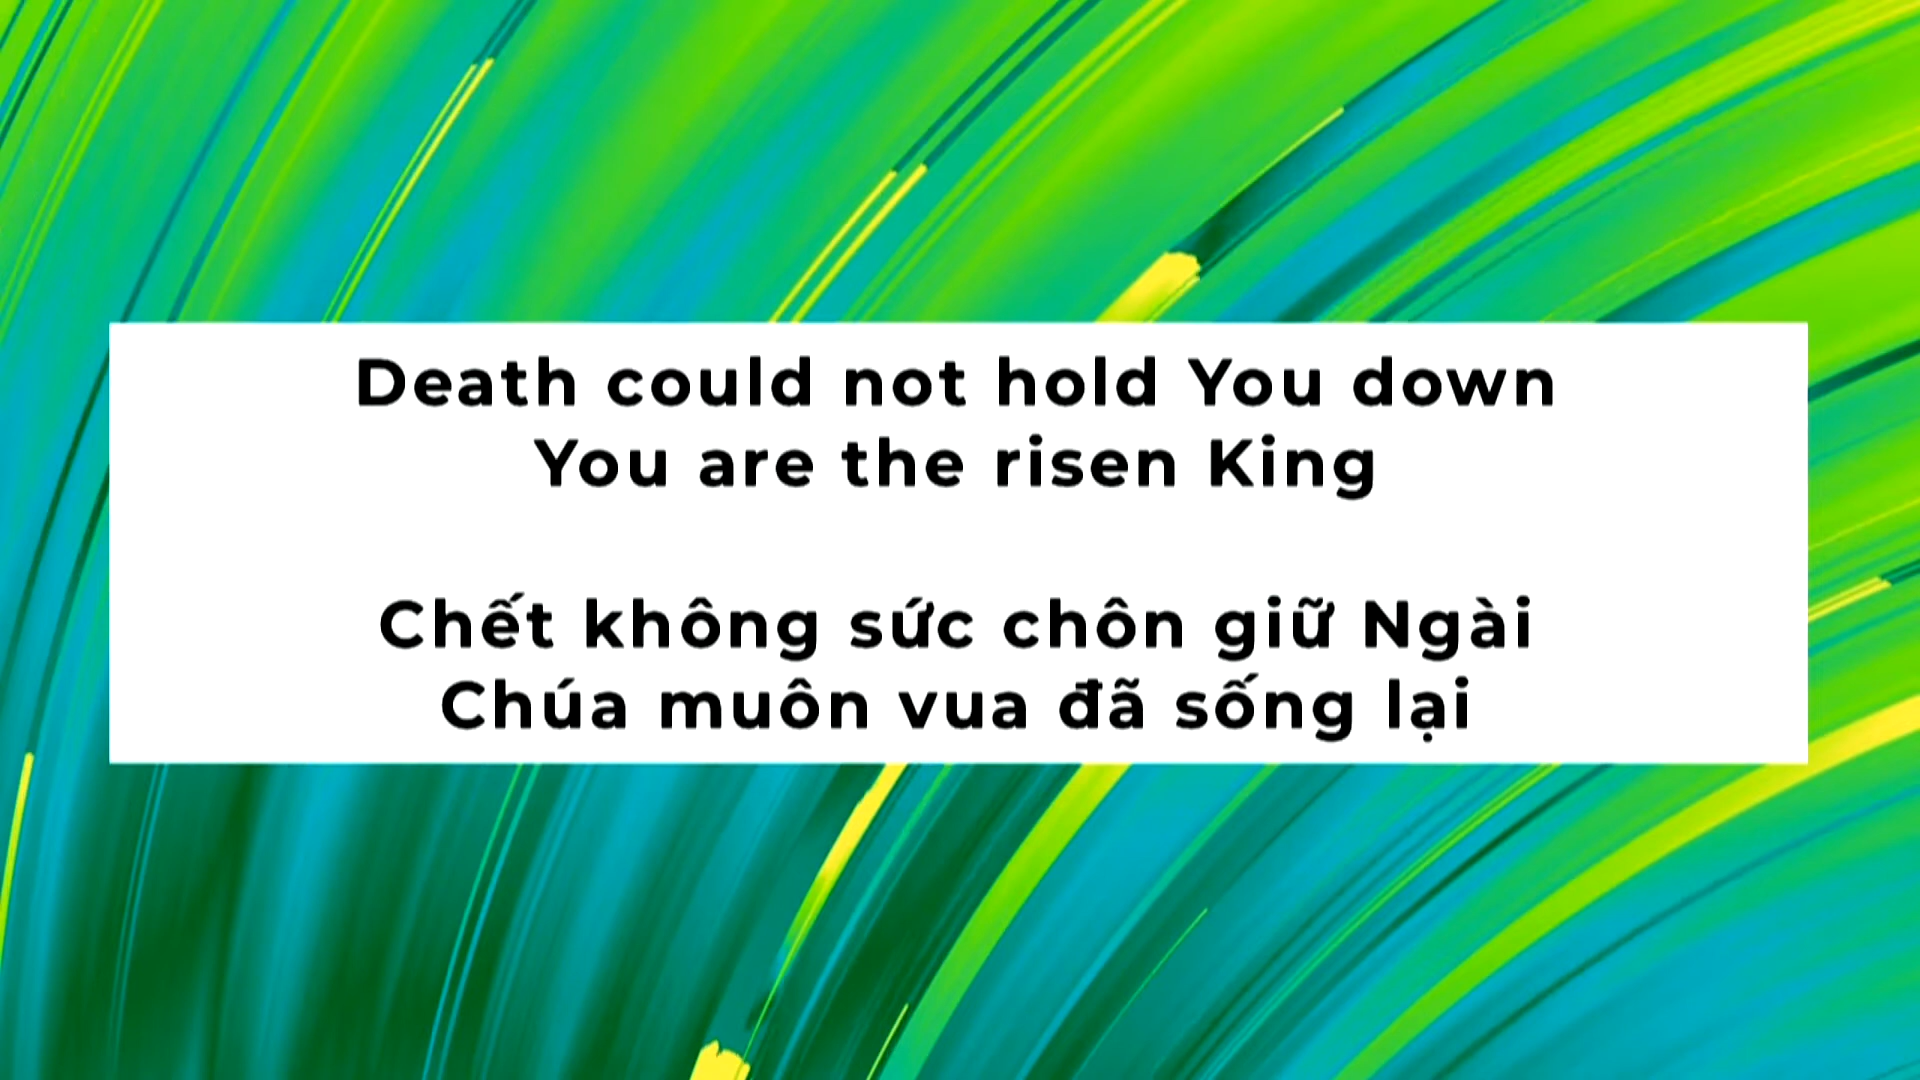 Death could not hold You down
You are the risen King
Chết không sức chôn giữ Ngài
Chúa muôn vua đã sống lại